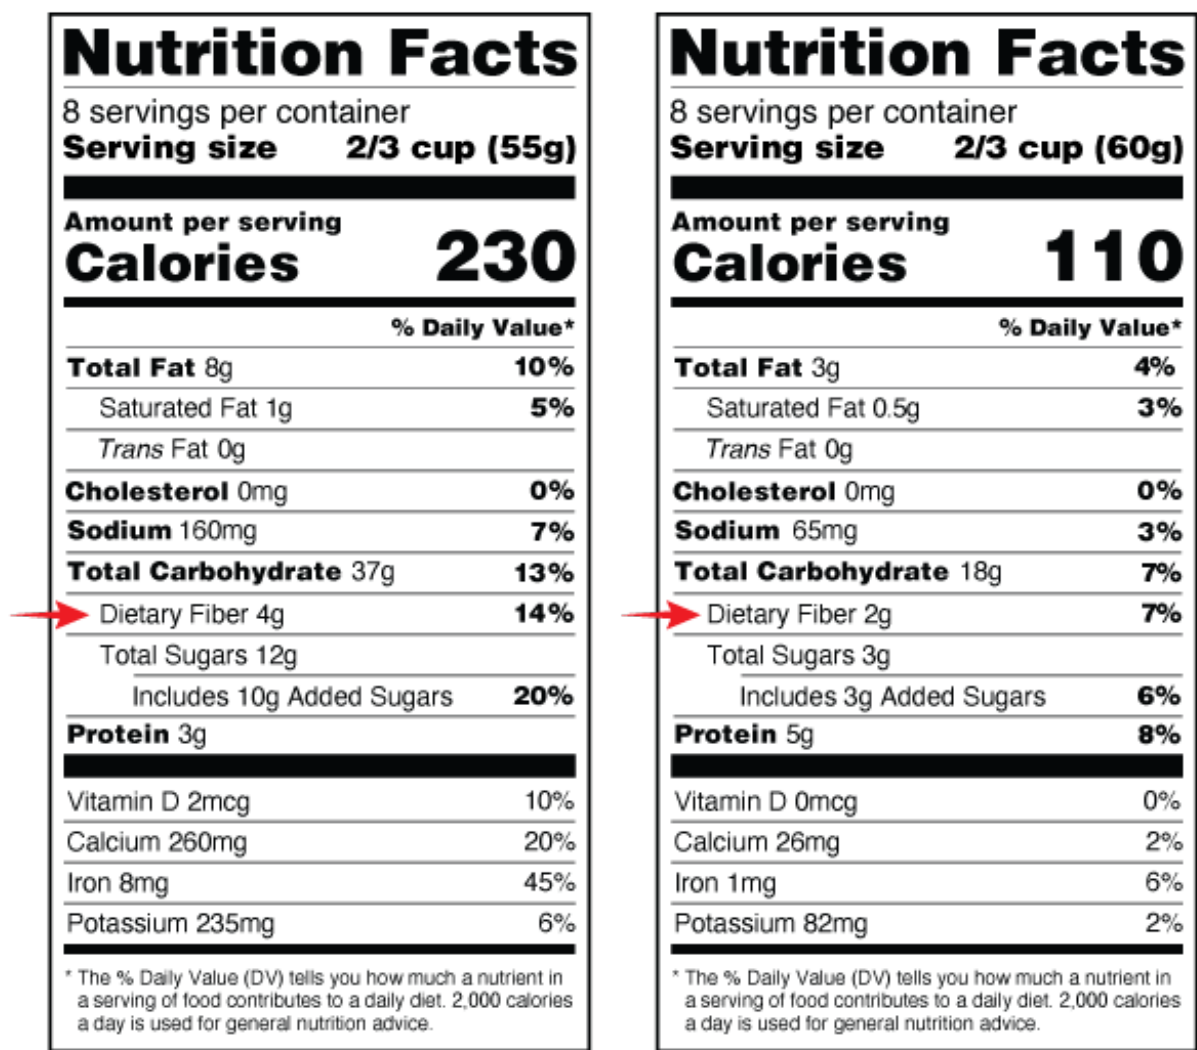 Nutrition Facts
8 servings per container
Serving size 2/3 cup (55g)
Amount per serving
Calories 230
% Daily Value*
Total Fat 8g 10%
Saturated Fat 1g 5%
Trans Fat 0g
Cholesterol 0mg 0%
Sodium 160mg 7%
Total Carbohydrate 37g 13%
Dietary Fiber 4g 14%
Total Sugars 12g
Includes 10g Added Sugars 20%
Protein 3g
Vitamin D 2mcg 10%
Calcium 260mg 20%
Iron 8mg 45%
Potassium 235mg 6%
* The % Daily Value (DV) tells you how much a nutrient in
a serving of food contributes to a daily diet. 2,000 calories
a day is used for general nutrition advice.
Nutrition Facts
8 servings per container
Serving size 2/3 cup (60g)
Amount per serving
Calories 110
% Daily Value*
Total Fat 3g 4%
Saturated Fat 0.5g 3%
Trans Fat 0g
Cholesterol 0mg 0%
Sodium 65mg 3%
Total Carbohydrate 18g 7%
Dietary Fiber 2g 7%
Total Sugars 3g
Includes 3g Added Sugars 6%
Protein 5g 8%
Vitamin D 0mcg 0%
Calcium 26mg 2%
Iron 1mg 6%
Potassium 82mg 2%
* The % Daily Value (DV) tells you how much a nutrient in
a serving of food contributes to a daily diet. 2,000 calories
a day is used for general nutrition advice.